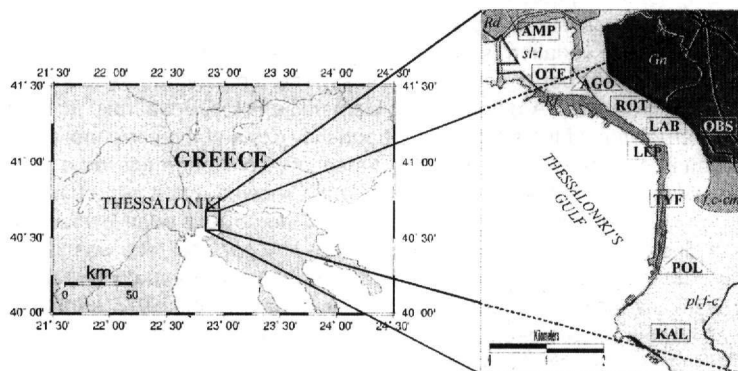 21° 30' 22° 00' 22° 30' 23° 00' 23° 30' 24° 00' 24° 30'
41° 30' 41° 30'
41° 00' 41° 00'
40° 30' 40° 30'
40° 00' 40° 00'
21° 30' 22° 00' 22° 30' 23° 00' 23° 30' 24° 00' 24° 30'
GREECE
THESSALONIKI
km
0 50
Rd
AMP
sl-l
Gn
OTE
AGO
ROT
LAB
OBS
LEP
THESSALONIKI'S
GULF
TYF
f.c-cm
POL
pl,f-c
KAL
Kilometers